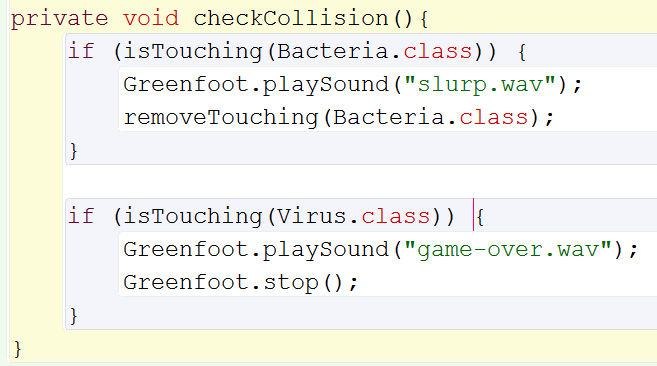 private void checkCollision(){
if (isTouching(Bacteria.class)) {
Greenfoot.playSound("slurp.wav");
removeTouching(Bacteria.class);
}
if (isTouching(Virus.class)) {
Greenfoot.playSound("game-over.wav");
Greenfoot.stop();
}
}